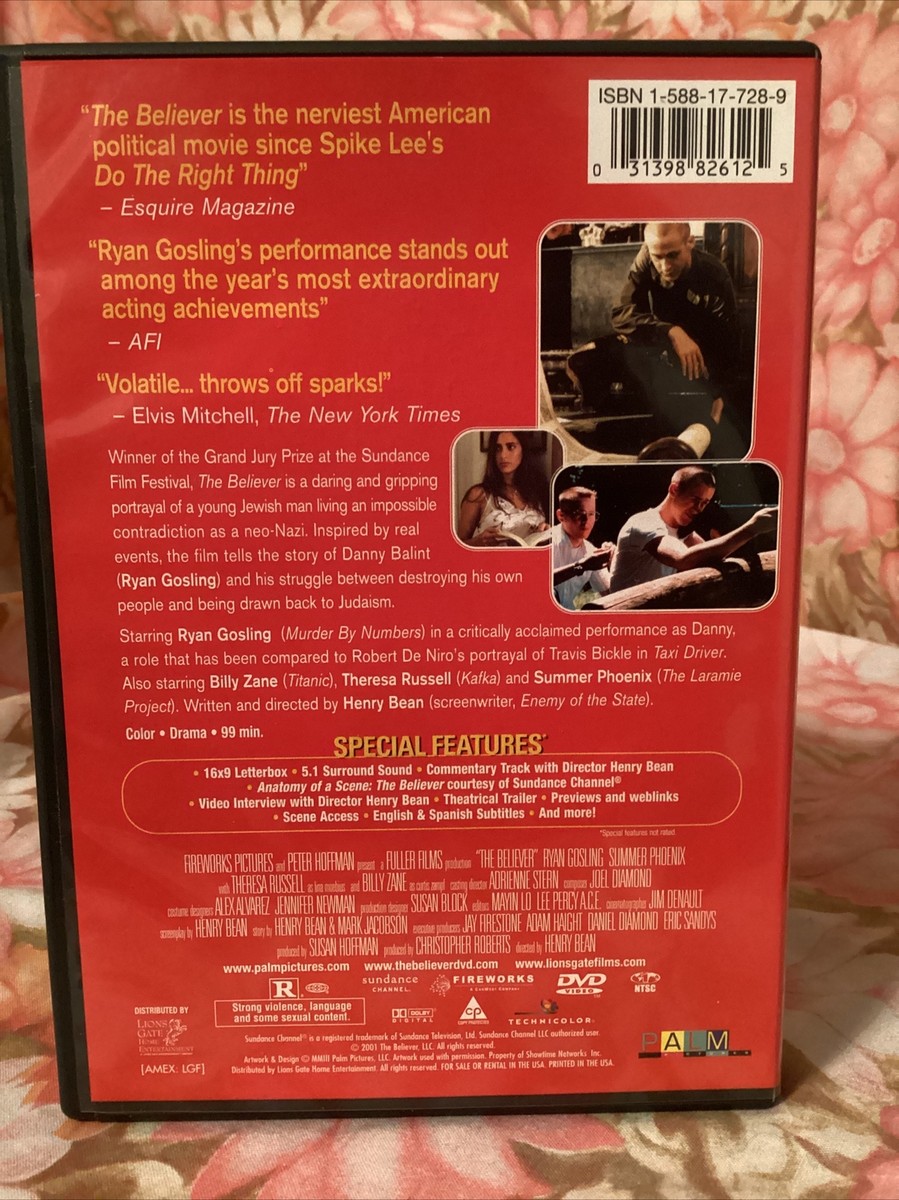 “The Believer is the nerviest American
political movie since Spike Lee's
Do The Right Thing”
– Esquire Magazine
“Ryan Gosling's performance stands out
among the year's most extraordinary
acting achievements”
– AFI
“Volatile... throws off sparks!”
– Elvis Mitchell, The New York Times
ISBN 1-588-17-728-9
0 31398 82612 5
Winner of the Grand Jury Prize at the Sundance
Film Festival, The Believer is a daring and gripping
portrayal of a young Jewish man living an impossible
contradiction as a neo-Nazi. Inspired by real
events, the film tells the story of Danny Balint
(Ryan Gosling) and his struggle between destroying his own
people and being drawn back to Judaism.
Starring Ryan Gosling (Murder By Numbers) in a critically acclaimed performance as Danny,
a role that has been compared to Robert De Niro's portrayal of Travis Bickle in Taxi Driver.
Also starring Billy Zane (Titanic), Theresa Russell (Kafka) and Summer Phoenix (The Laramie
Project). Written and directed by Henry Bean (screenwriter, Enemy of the State).
Color • Drama • 99 min.
SPECIAL FEATURES*
• 16x9 Letterbox • 5.1 Surround Sound • Commentary Track with Director Henry Bean
• Anatomy of a Scene: The Believer courtesy of Sundance Channel®
• Video Interview with Director Henry Bean • Theatrical Trailer • Previews and weblinks
• Scene Access • English & Spanish Subtitles • And more!
*Special features not rated.
FIREWORKS PICTURES and PETER HOFFMAN present a FULLER FILMS production "THE BELIEVER" RYAN GOSLING SUMMER PHOENIX
with THERESA RUSSELL as lina moebius and BILLY ZANE as curtis zampf casting director ADRIENNE STERN composer JOEL DIAMOND
costume designers ALEX ALVAREZ JENNIFER NEWMAN production designer SUSAN BLOCK editors MAYIN LO LEE PERCY A.C.E. cinematographer JIM DENAULT
screenplay by HENRY BEAN story by HENRY BEAN & MARK JACOBSON executive producers JAY FIRESTONE ADAM HAIGHT DANIEL DIAMOND ERIC SANDYS
produced by SUSAN HOFFMAN produced by CHRISTOPHER ROBERTS directed by HENRY BEAN
www.palmpictures.com www.thebelieverdvd.com www.lionsgatefilms.com
R
Strong violence, language
and some sexual content.
sundance
CHANNEL
FIREWORKS
DVD
VIDEO
NTSC
DOLBY
DIGITAL
CP
COPY PROTECTED
TECHNICOLOR
DISTRIBUTED BY
LIONS
GATE
HOME
ENTERTAINMENT
[AMEX: LGF]
Sundance Channel® is a registered trademark of Sundance Television, Ltd. Sundance Channel LLC authorized user.
© 2001 The Believer, LLC. All rights reserved.
Artwork & Design © MMIII Palm Pictures, LLC. Artwork used with permission. Property of Showtime Networks Inc.
Distributed by Lions Gate Home Entertainment. All rights reserved. FOR SALE OR RENTAL IN THE USA. PRINTED IN THE USA.
PALM